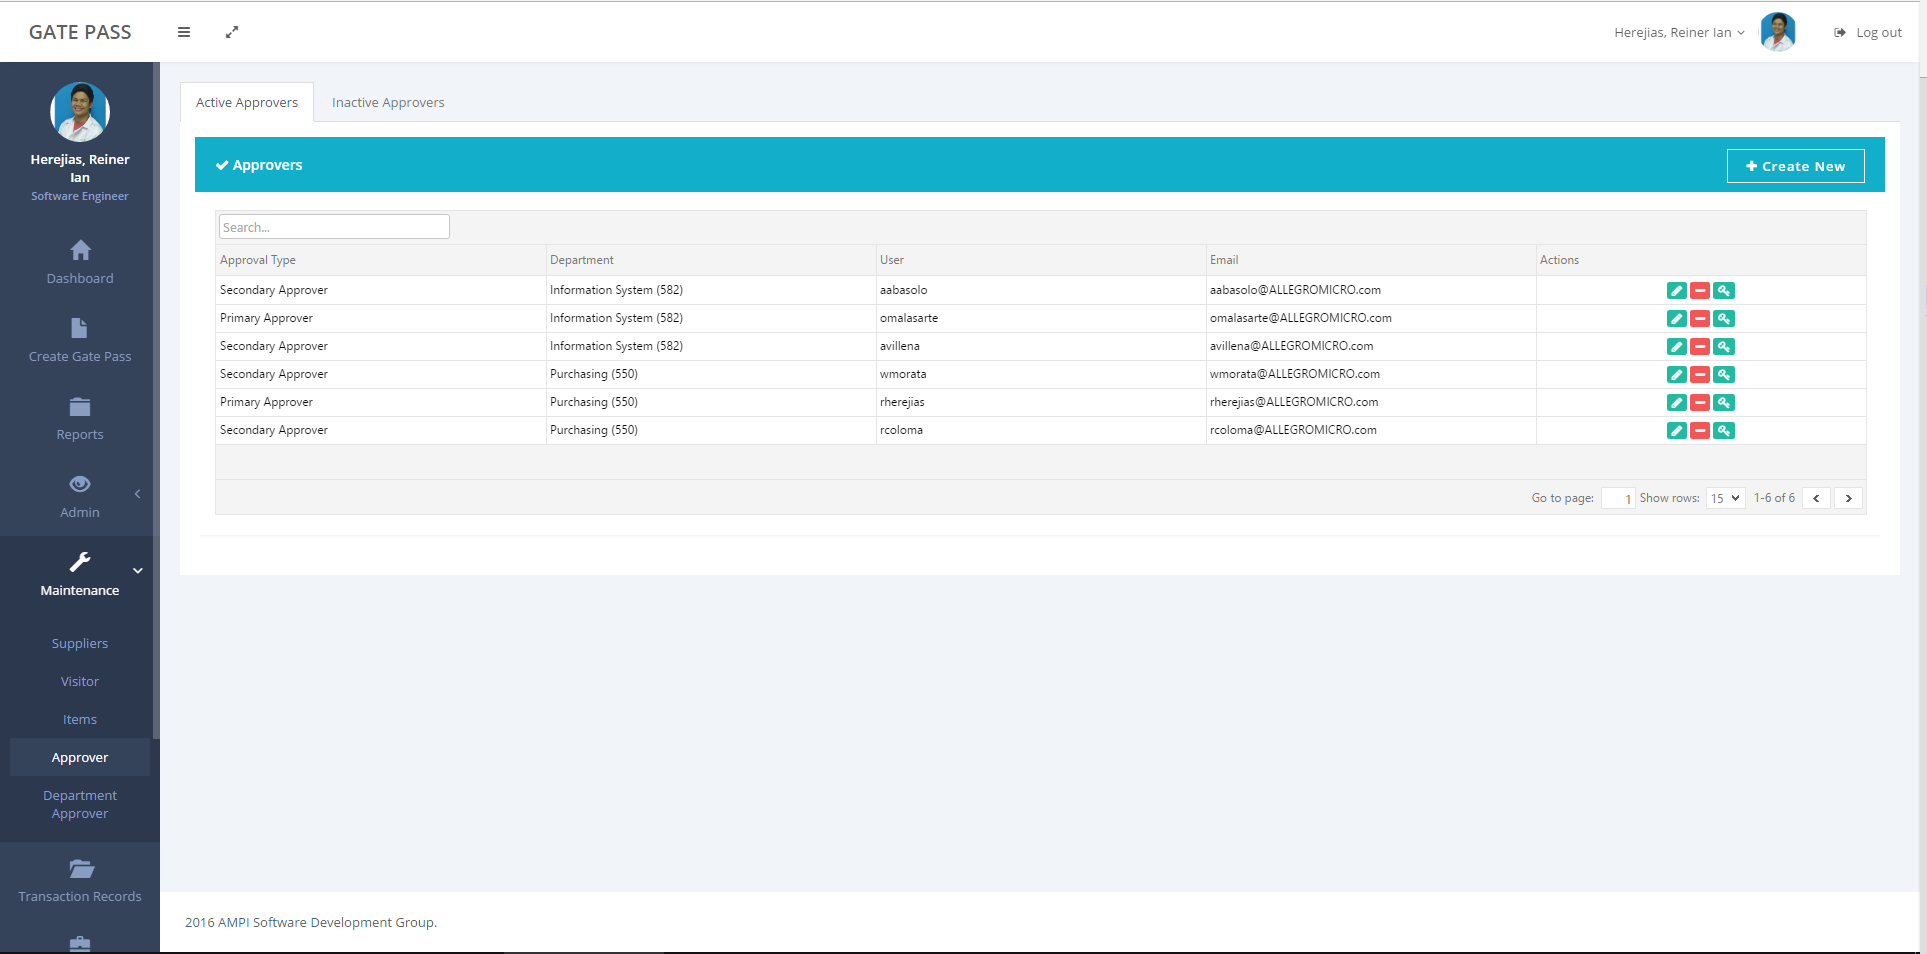 GATE PASS
Herejias, Reiner Ian
Log out
Herejias, Reiner
Ian
Software Engineer
Dashboard
Create Gate Pass
Reports
Admin
Maintenance
Suppliers
Visitor
Items
Approver
Department
Approver
Transaction Records
Active Approvers
Inactive Approvers
Approvers
Create New
Search...
Approval Type Department User Email Actions
Secondary Approver Information System (582) aabasolo aabasolo@ALLEGROMICRO.com
Primary Approver Information System (582) omalasarte omalasarte@ALLEGROMICRO.com
Secondary Approver Information System (582) avillena avillena@ALLEGROMICRO.com
Secondary Approver Purchasing (550) wmorata wmorata@ALLEGROMICRO.com
Primary Approver Purchasing (550) rherejias rherejias@ALLEGROMICRO.com
Secondary Approver Purchasing (550) rcoloma rcoloma@ALLEGROMICRO.com
Go to page: 1 Show rows: 15 1-6 of 6
2016 AMPI Software Development Group.